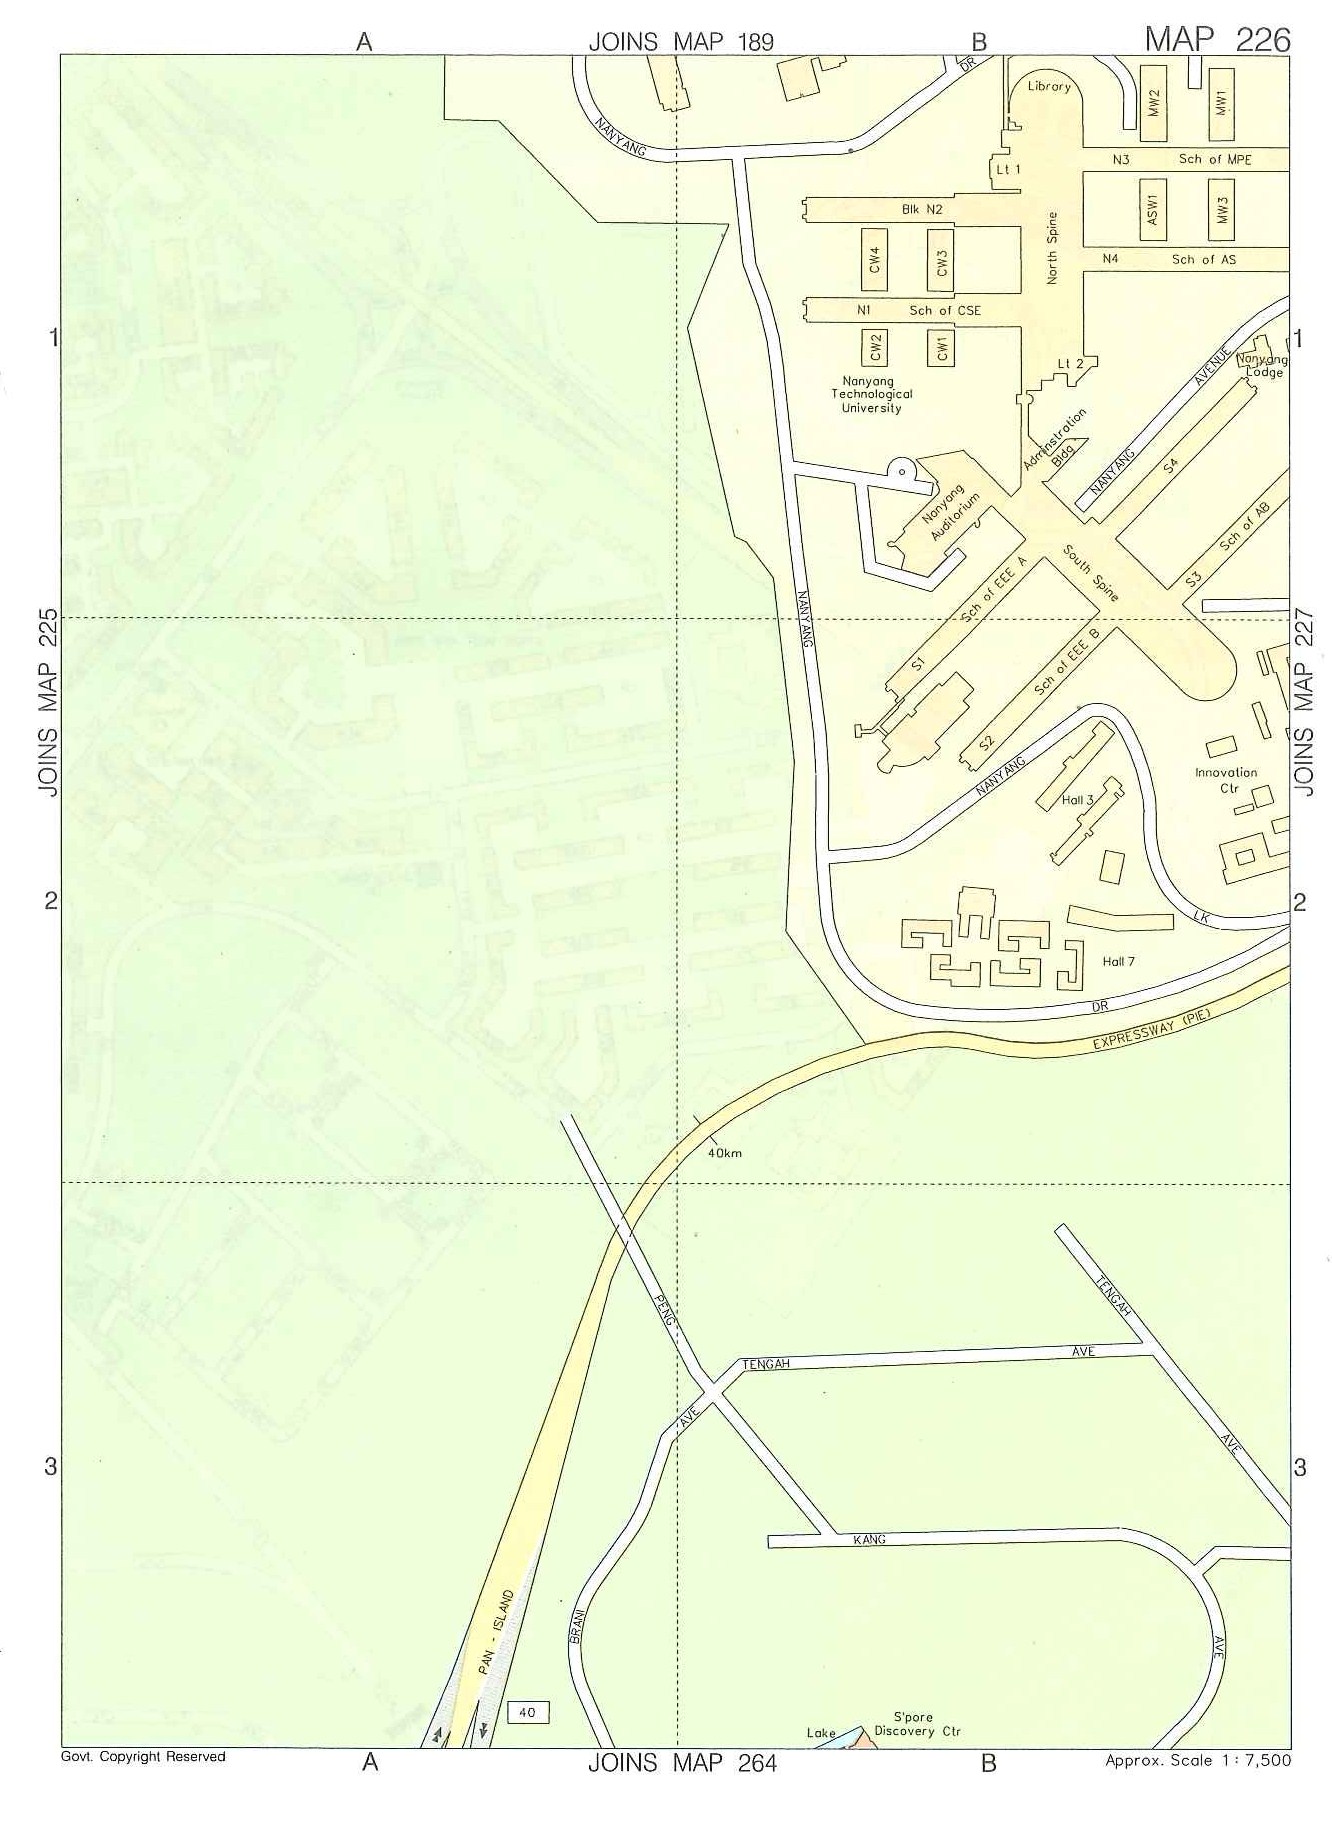 A
JOINS MAP 189
B
MAP 226
DR
Library
MW2
MW1
NANYANG
N3
Sch of MPE
Lt 1
Blk N2
ASW1
MW3
North Spine
CW4
CW3
N4
Sch of AS
N1
Sch of CSE
1
1
CW2
CW1
Lt 2
AVENUE
Nanyang
Lodge
Nanyang
Technological
University
Adminstration
Bldg
NANYANG
S4
Nanyang
Auditorium
Sch of AB
South Spine
S3
Sch of EEE A
NANYANG
JOINS MAP 225
JOINS MAP 227
S1
Sch of EEE B
S2
NANYANG
Innovation
Ctr
Hall 3
2
2
LK
Hall 7
DR
EXPRESSWAY (PIE)
40km
PENG
TENGAH
TENGAH
AVE
AVE
AVE
3
3
KANG
PAN - ISLAND
BRANI
AVE
40
Lake
S'pore
Discovery Ctr
Govt. Copyright Reserved
A
JOINS MAP 264
B
Approx. Scale 1 : 7,500